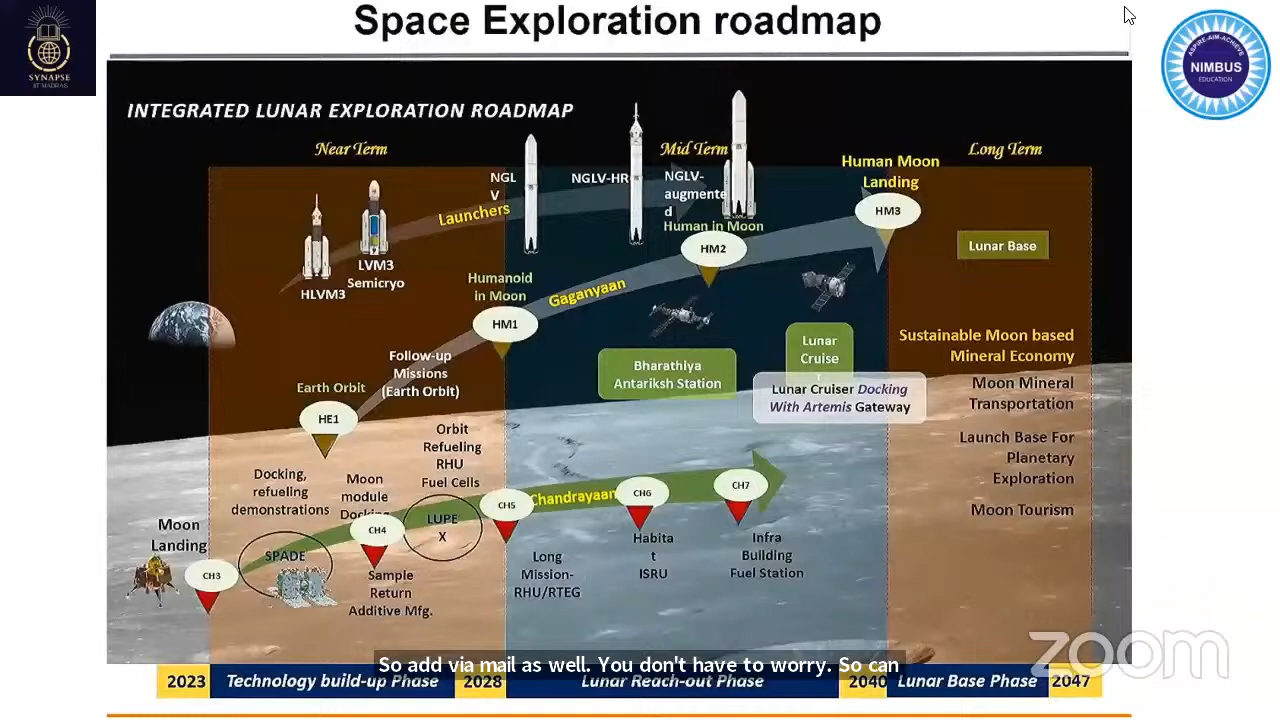 Space Exploration roadmap
SYNAPSE
IIT MADRAS
ASPIRE-AIM-ACHIEVE
NIMBUS
EDUCATION
INTEGRATED LUNAR EXPLORATION ROADMAP
Near Term
Mid Term
Long Term
NGL
V
NGLV-HR
NGLV-
augmente
d
Human Moon
Landing
Launchers
Human in Moon
HM3
HM2
Lunar Base
LVM3
Semicryo
HLVM3
Humanoid
in Moon
Gaganyaan
HM1
Lunar
Cruise
r
Sustainable Moon based
Mineral Economy
Follow-up
Missions
(Earth Orbit)
Bharathiya
Antariksh Station
Earth Orbit
Lunar Cruiser Docking
With Artemis Gateway
Moon Mineral
Transportation
HE1
Orbit
Refueling
RHU
Fuel Cells
Launch Base For
Planetary
Exploration
Docking,
refueling
demonstrations
Moon
module
Docking
Chandrayaan
CH5
CH6
CH7
Moon Tourism
Moon
Landing
CH4
LUPE
X
SPADE
CH3
Long
Mission-
RHU/RTEG
Habita
t
ISRU
Infra
Building
Fuel Station
Sample
Return
Additive Mfg.
zoom
So add via mail as well. You don't have to worry. So can
2023
Technology build-up Phase
2028
Lunar Reach-out Phase
2040
Lunar Base Phase
2047